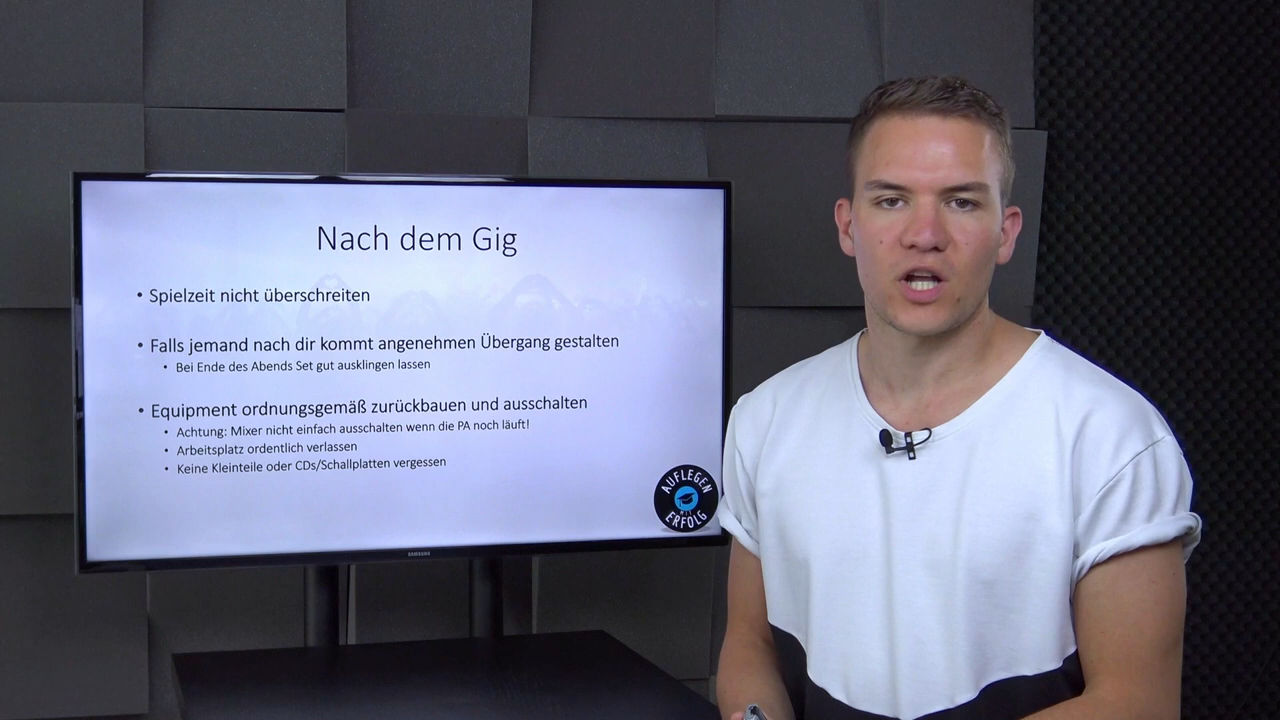 Nach dem Gig
• Spielzeit nicht überschreiten
• Falls jemand nach dir kommt angenehmen Übergang gestalten
• Bei Ende des Abends Set gut ausklingen lassen
• Equipment ordnungsgemäß zurückbauen und ausschalten
• Achtung: Mixer nicht einfach ausschalten wenn die PA noch läuft!
• Arbeitsplatz ordentlich verlassen
• Keine Kleinteile oder CDs/Schallplatten vergessen
AUFLEGEN
MIT
ERFOLG
SAMSUNG